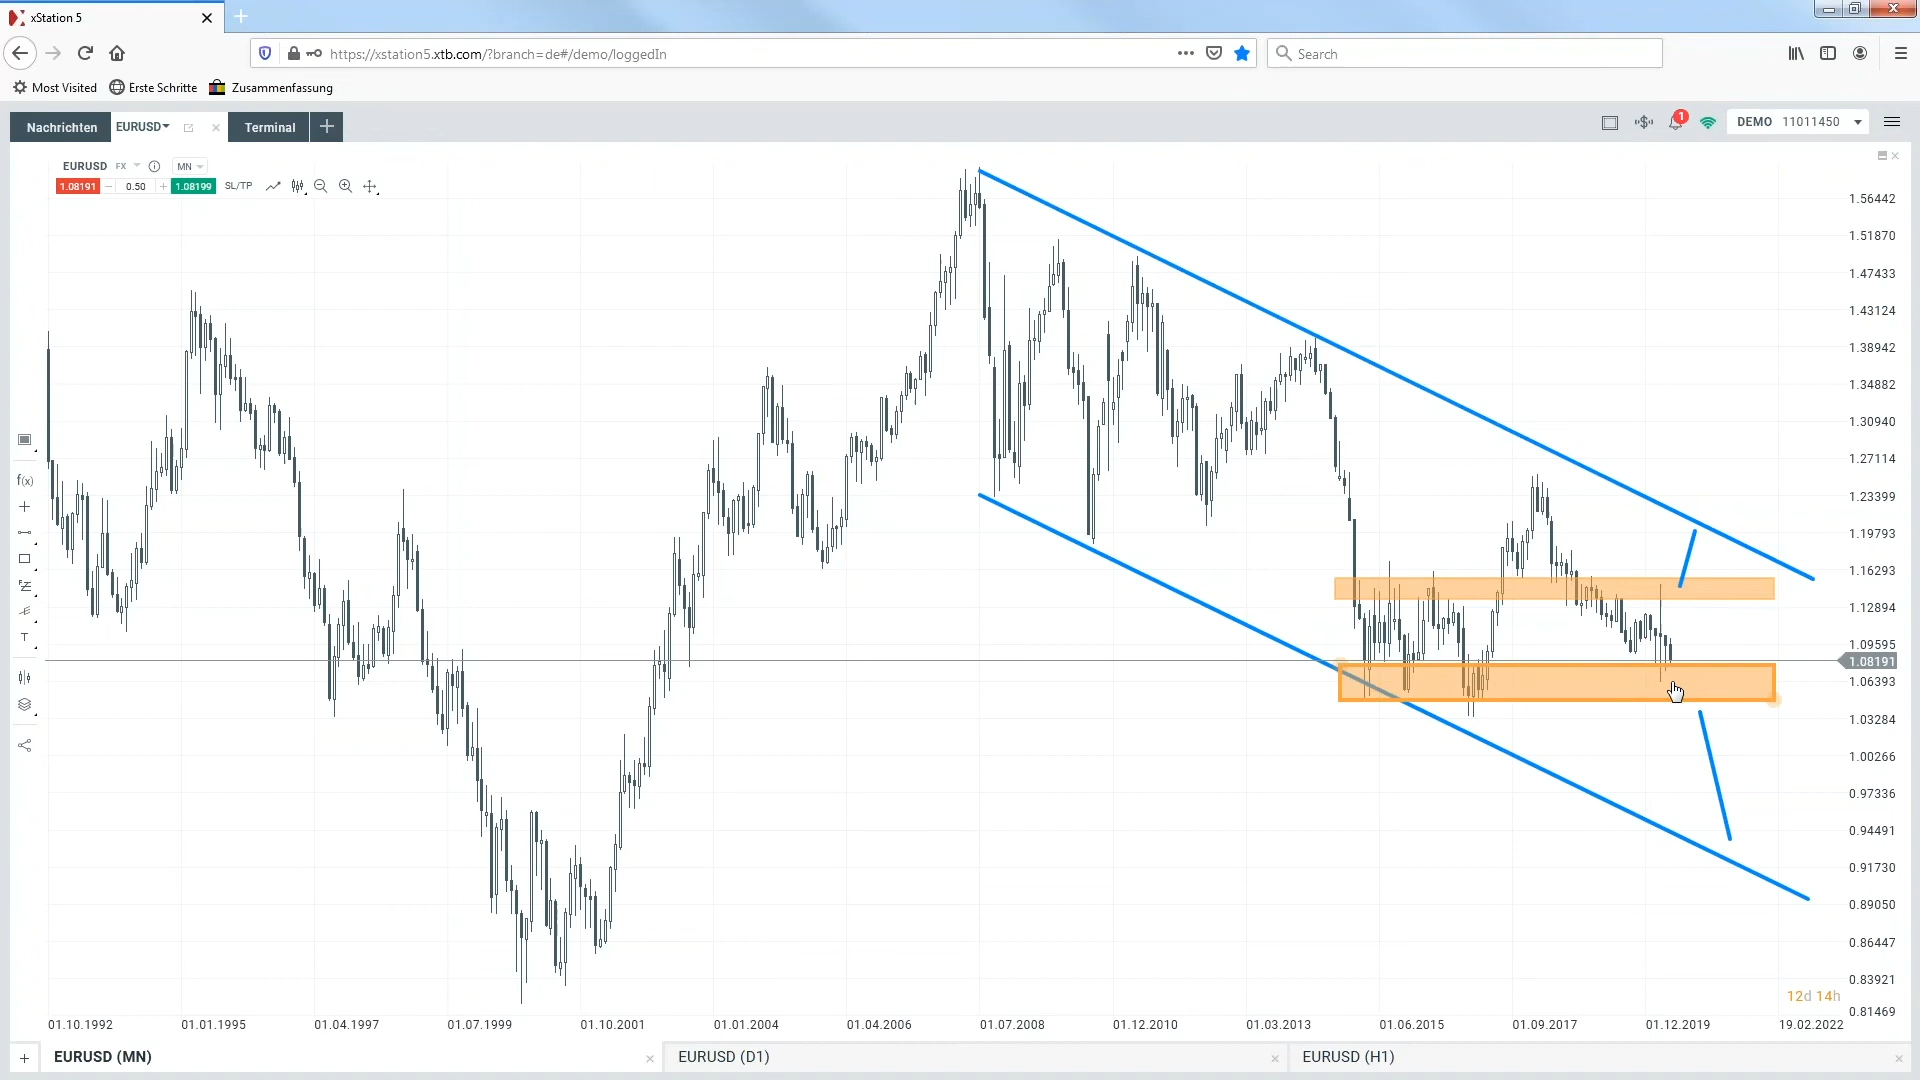 xStation 5
https://xstation5.xtb.com/?branch=de#/demo/loggedIn
Search
Most Visited
Erste Schritte
Zusammenfassung
Nachrichten
EURUSD
Terminal
1
DEMO 11011450
EURUSD FX MN
1.08191 0.50 1.08199 SL/TP
1.56442
1.51870
1.47433
1.43124
1.38942
1.34882
1.30940
1.27114
1.23399
1.19793
1.16293
1.12894
1.09595
1.08191
1.06393
1.03284
1.00266
0.97336
0.94491
0.91730
0.89050
0.86447
0.83921
0.81469
f(x)
T
12d 14h
01.10.1992 01.01.1995 01.04.1997 01.07.1999 01.10.2001 01.01.2004 01.04.2006 01.07.2008 01.12.2010 01.03.2013 01.06.2015 01.09.2017 01.12.2019 19.02.2022
EURUSD (MN)
EURUSD (D1)
EURUSD (H1)